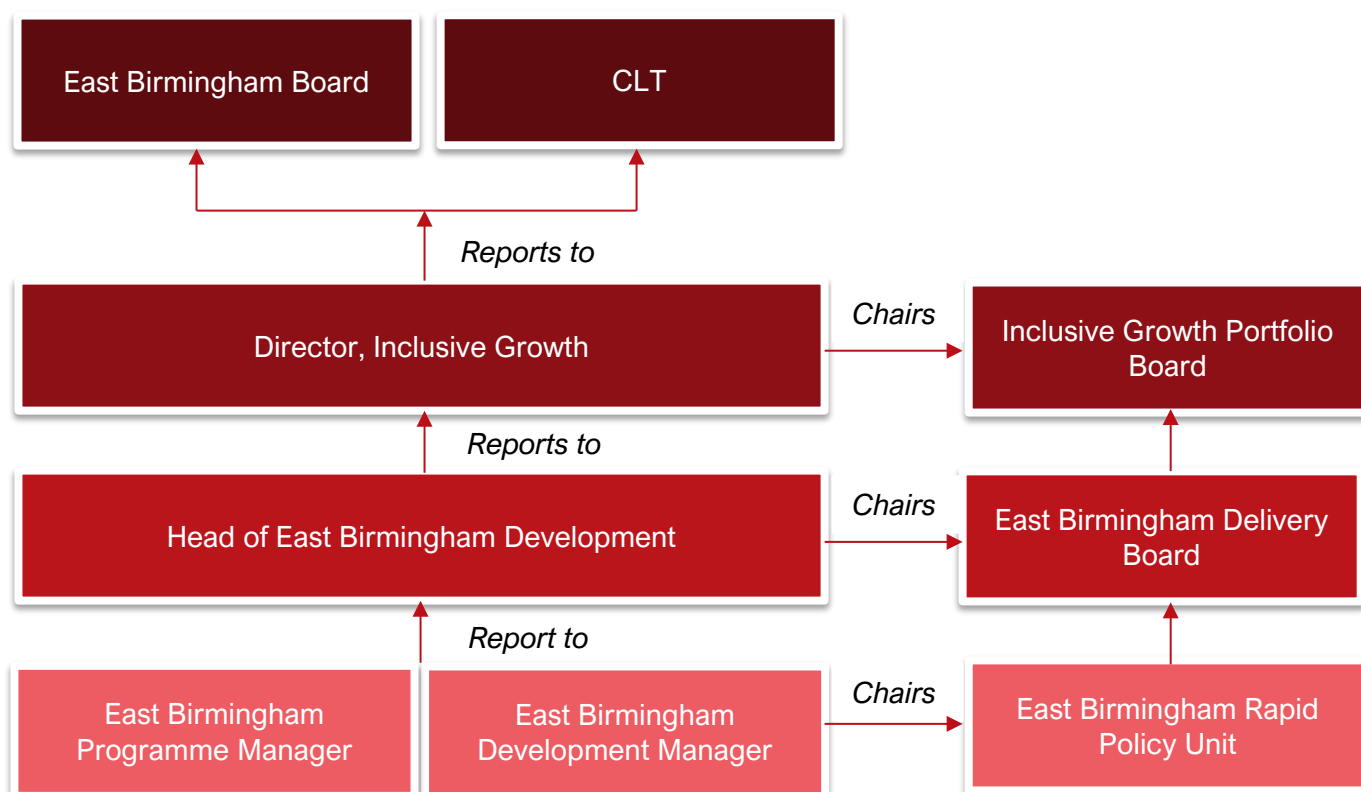 East Birmingham Board
CLT
Reports to
Director, Inclusive Growth
Chairs
Inclusive Growth Portfolio
Board
Reports to
Head of East Birmingham Development
Chairs
East Birmingham Delivery
Board
Report to
East Birmingham
Programme Manager
East Birmingham
Development Manager
Chairs
East Birmingham Rapid
Policy Unit